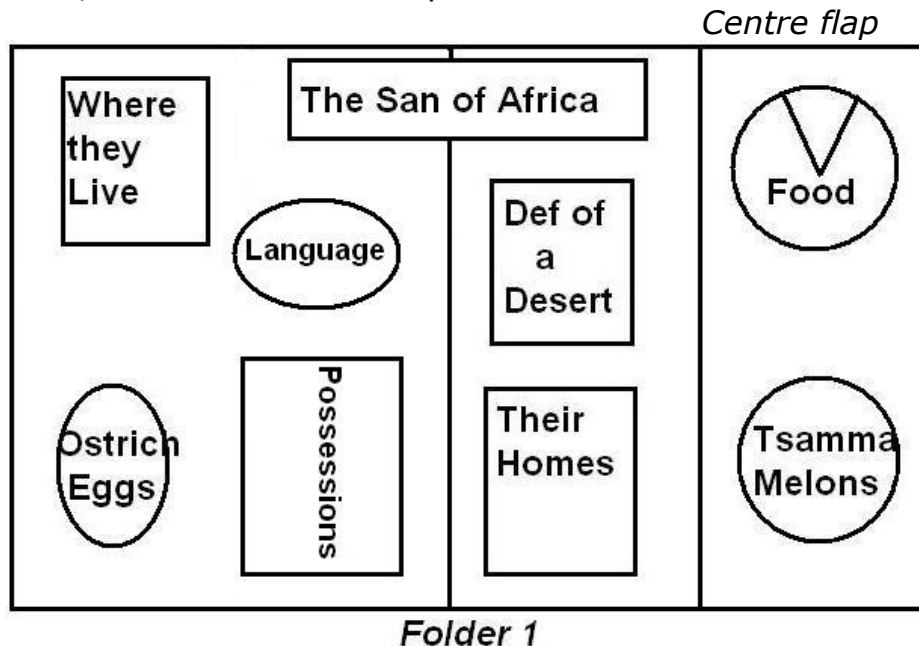 Centre flap
The San of Africa
Where
they
Live
Language
Def of
a
Desert
Food
Ostrich
Eggs
Possessions
Their
Homes
Tsamma
Melons
Folder 1